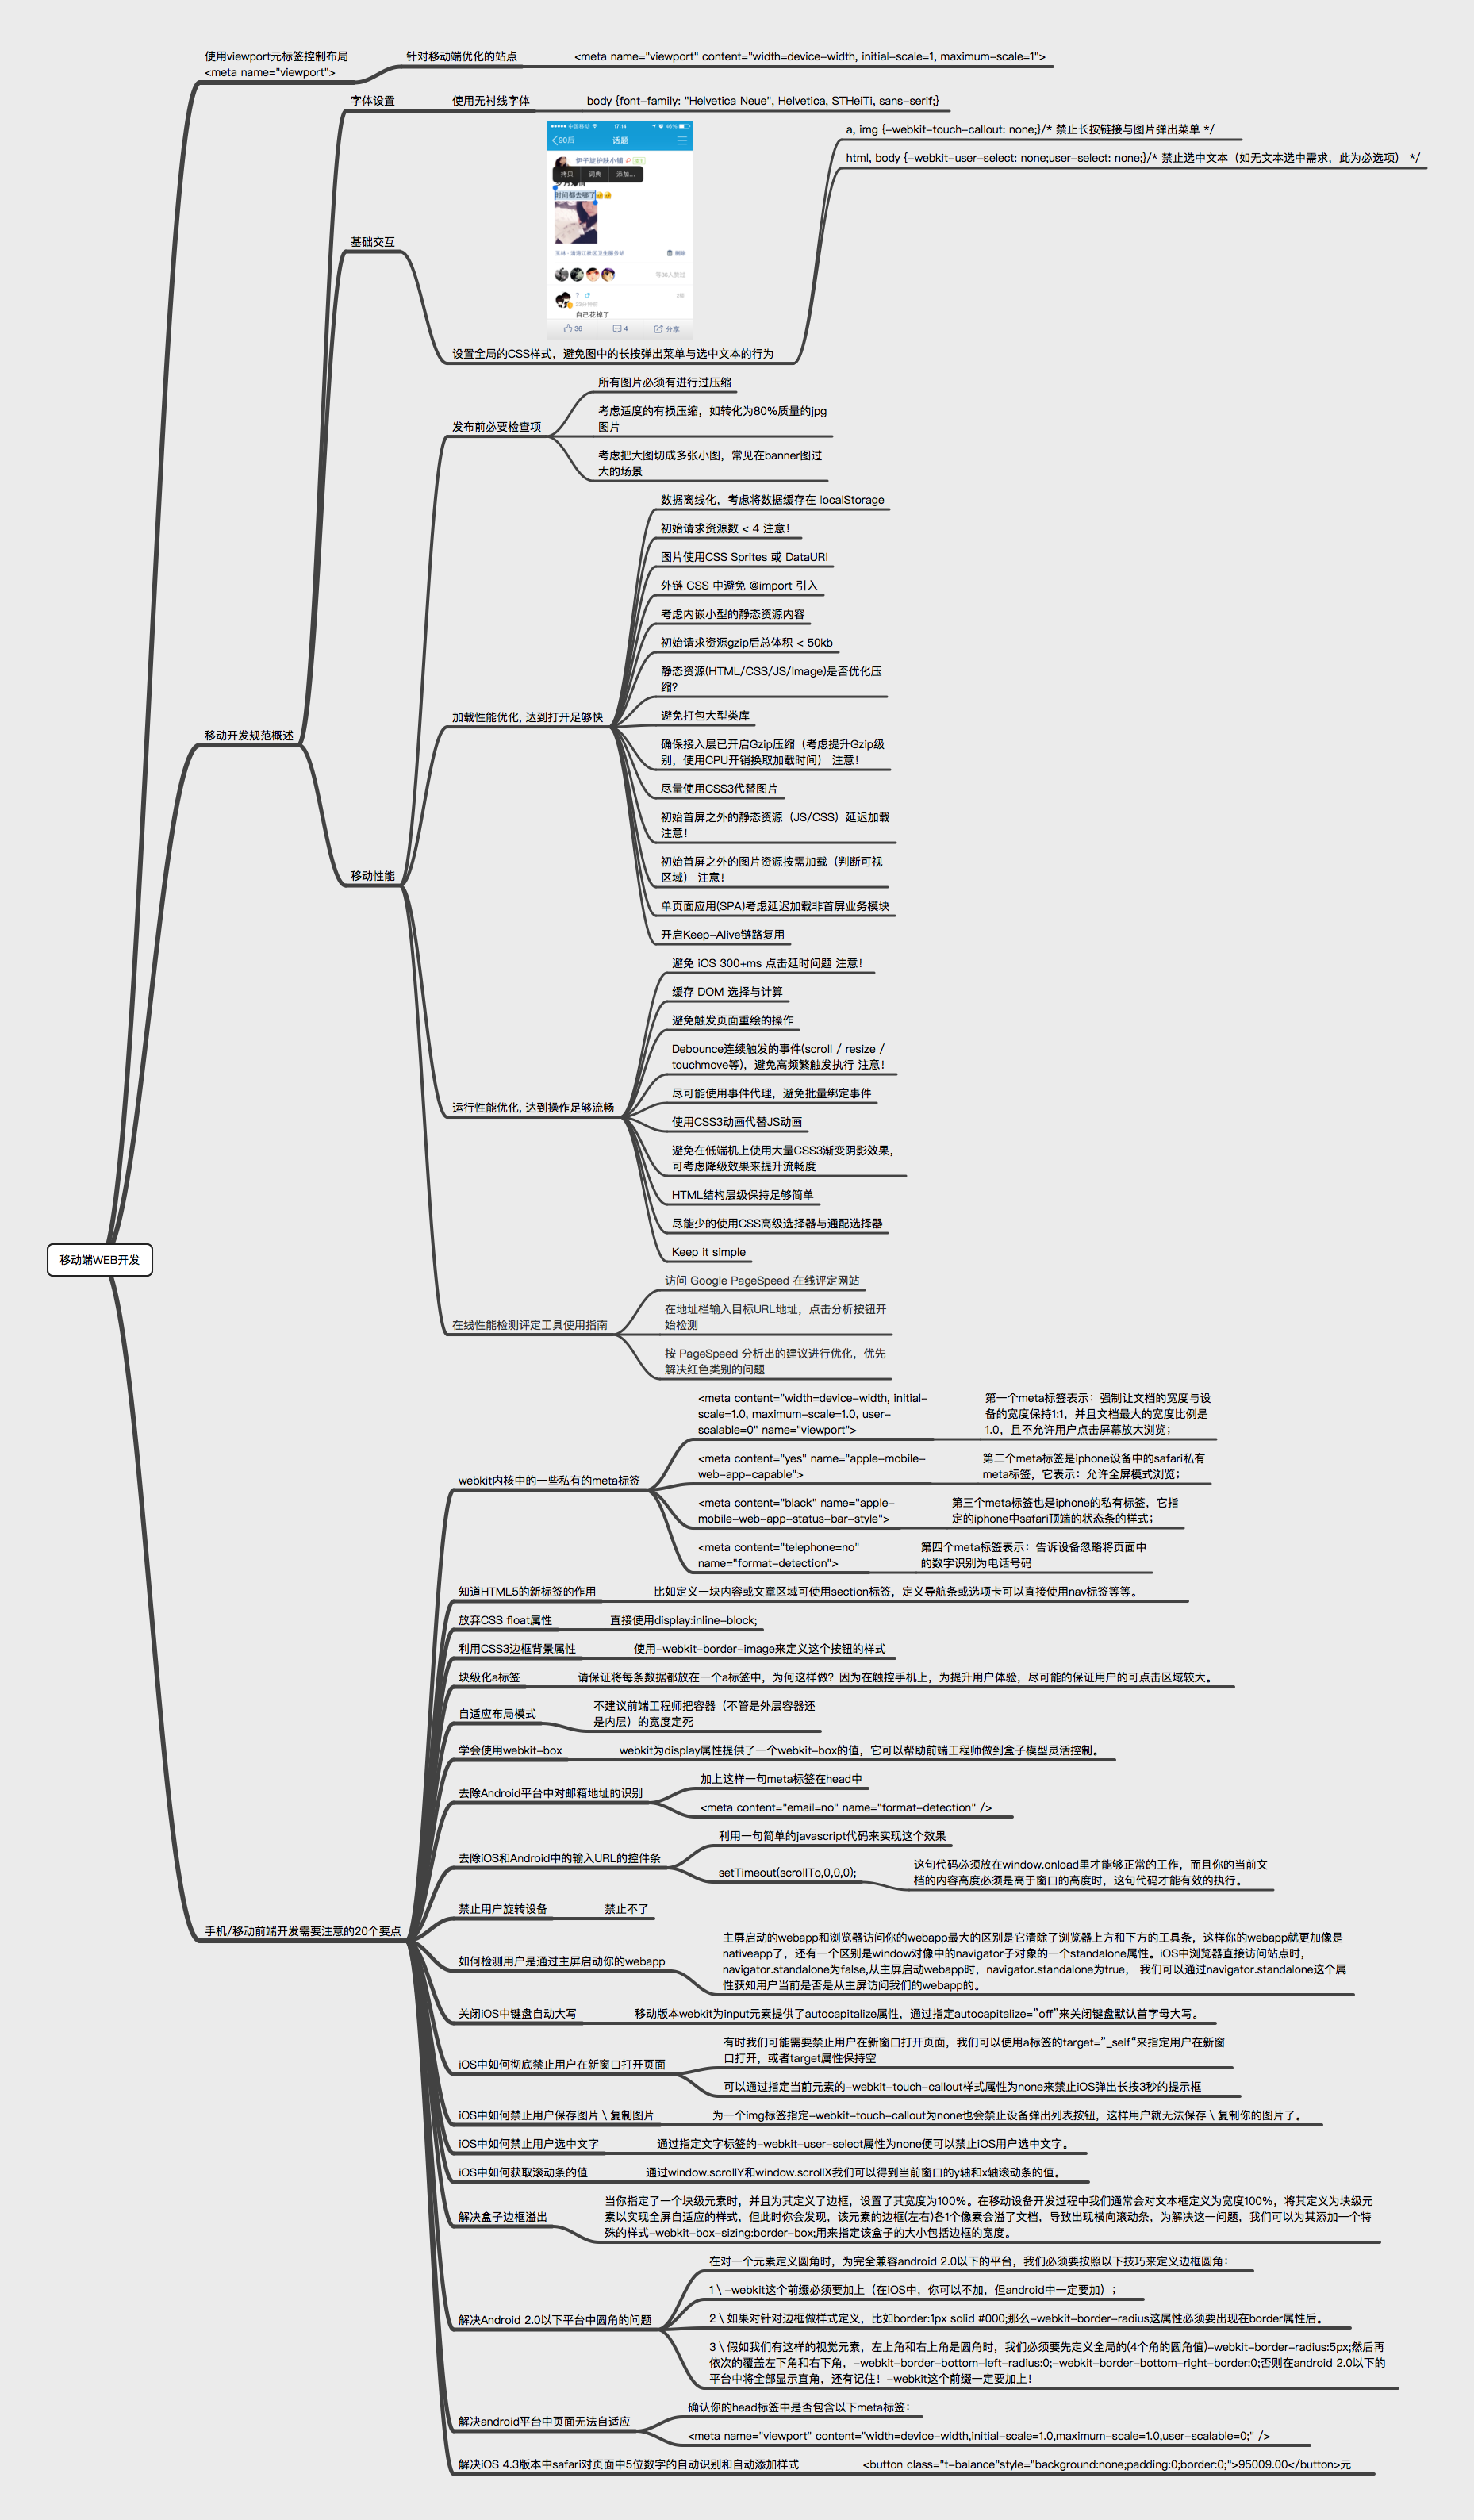 使用viewport元标签控制布局
<meta name="viewport">
针对移动端优化的站点
<meta name="viewport" content="width=device-width, initial-scale=1, maximum-scale=1">
移动开发规范概述
字体设置
使用无衬线字体
body {font-family: "Helvetica Neue", Helvetica, STHeiTi, sans-serif;}
基础交互
中国移动
17:14
46%
90后
话题
伊子宸护肤小铺
楼主
拷贝
词典
添加...
时间都去哪了
删除
?
自己花掉了
36
4
分享
设置全局的CSS样式，避免图中的长按弹出菜单与选中文本的行为
a, img {-webkit-touch-callout: none;}/* 禁止长按链接与图片弹出菜单 */
html, body {-webkit-user-select: none;user-select: none;}/* 禁止选中文本（如无文本选中需求，此为必选项） */
移动性能
发布前必要检查项
所有图片必须有进行过压缩
考虑适度的有损压缩，如转化为80%质量的jpg
图片
考虑把大图切成多张小图，常见在banner图过
大的场景
加载性能优化, 达到打开足够快
数据离线化，考虑将数据缓存在 localStorage
初始请求资源数 < 4 注意！
图片使用CSS Sprites 或 DataURI
外链 CSS 中避免 @import 引入
考虑内嵌小型的静态资源内容
初始请求资源gzip后总体积 < 50kb
静态资源(HTML/CSS/JS/Image)是否优化压
缩？
避免打包大型类库
确保接入层已开启Gzip压缩（考虑提升Gzip级
别，使用CPU开销换取加载时间） 注意！
尽量使用CSS3代替图片
初始首屏之外的静态资源（JS/CSS）延迟加载
注意！
初始首屏之外的图片资源按需加载（判断可视
区域） 注意！
单页面应用(SPA)考虑延迟加载非首屏业务模块
开启Keep-Alive链路复用
运行性能优化, 达到操作足够流畅
避免 iOS 300+ms 点击延时问题 注意！
缓存 DOM 选择与计算
避免触发页面重绘的操作
Debounce连续触发的事件(scroll / resize /
touchmove等)，避免高频繁触发执行 注意！
尽可能使用事件代理，避免批量绑定事件
使用CSS3动画代替JS动画
避免在低端机上使用大量CSS3渐变阴影效果，
可考虑降级效果来提升流畅度
HTML结构层级保持足够简单
尽能少的使用CSS高级选择器与通配选择器
Keep it simple
在线性能检测评定工具使用指南
访问 Google PageSpeed 在线评定网站
在地址栏输入目标URL地址，点击分析按钮开
始检测
按 PageSpeed 分析出的建议进行优化，优先
解决红色类别的问题
移动端WEB开发
手机/移动前端开发需要注意的20个要点
webkit内核中的一些私有的meta标签
<meta content="width=device-width, initial-
scale=1.0, maximum-scale=1.0, user-
scalable=0" name="viewport">
第一个meta标签表示：强制让文档的宽度与设
备的宽度保持1:1，并且文档最大的宽度比例是
1.0，且不允许用户点击屏幕放大浏览；
<meta content="yes" name="apple-mobile-
web-app-capable">
第二个meta标签是iphone设备中的safari私有
meta标签，它表示：允许全屏模式浏览；
<meta content="black" name="apple-
mobile-web-app-status-bar-style">
第三个meta标签也是iphone的私有标签，它指
定的iphone中safari顶端的状态条的样式；
<meta content="telephone=no"
name="format-detection">
第四个meta标签表示：告诉设备忽略将页面中
的数字识别为电话号码
知道HTML5的新标签的作用
比如定义一块内容或文章区域可使用section标签，定义导航条或选项卡可以直接使用nav标签等等。
放弃CSS float属性
直接使用display:inline-block;
利用CSS3边框背景属性
使用-webkit-border-image来定义这个按钮的样式
块级化a标签
请保证将每条数据都放在一个a标签中，为何这样做？因为在触控手机上，为提升用户体验，尽可能的保证用户的可点击区域较大。
自适应布局模式
不建议前端工程师把容器（不管是外层容器还
是内层）的宽度定死
学会使用webkit-box
webkit为display属性提供了一个webkit-box的值，它可以帮助前端工程师做到盒子模型灵活控制。
去除Android平台中对邮箱地址的识别
加上这样一句meta标签在head中
<meta content="email=no" name="format-detection" />
去除iOS和Android中的输入URL的控件条
利用一句简单的javascript代码来实现这个效果
setTimeout(scrollTo,0,0,0);
这句代码必须放在window.onload里才能够正常的工作，而且你的当前文
档的内容高度必须是高于窗口的高度时，这句代码才能有效的执行。
禁止用户旋转设备
禁止不了
如何检测用户是通过主屏启动你的webapp
主屏启动的webapp和浏览器访问你的webapp最大的区别是它清除了浏览器上方和下方的工具条，这样你的webapp就更加像是
nativeapp了，还有一个区别是window对像中的navigator子对象的一个standalone属性。iOS中浏览器直接访问站点时，
navigator.standalone为false,从主屏启动webapp时，navigator.standalone为true， 我们可以通过navigator.standalone这个属
性获知用户当前是否是从主屏访问我们的webapp的。
关闭iOS中键盘自动大写
移动版本webkit为input元素提供了autocapitalize属性，通过指定autocapitalize=”off”来关闭键盘默认首字母大写。
iOS中如何彻底禁止用户在新窗口打开页面
有时我们可能需要禁止用户在新窗口打开页面，我们可以使用a标签的target=”_self“来指定用户在新窗
口打开，或者target属性保持空
可以通过指定当前元素的-webkit-touch-callout样式属性为none来禁止iOS弹出长按3秒的提示框
iOS中如何禁止用户保存图片＼复制图片
为一个img标签指定-webkit-touch-callout为none也会禁止设备弹出列表按钮，这样用户就无法保存＼复制你的图片了。
iOS中如何禁止用户选中文字
通过指定文字标签的-webkit-user-select属性为none便可以禁止iOS用户选中文字。
iOS中如何获取滚动条的值
通过window.scrollY和window.scrollX我们可以得到当前窗口的y轴和x轴滚动条的值。
解决盒子边框溢出
当你指定了一个块级元素时，并且为其定义了边框，设置了其宽度为100%。在移动设备开发过程中我们通常会对文本框定义为宽度100%，将其定义为块级元
素以实现全屏自适应的样式，但此时你会发现，该元素的边框(左右)各1个像素会溢了文档，导致出现横向滚动条，为解决这一问题，我们可以为其添加一个特
殊的样式-webkit-box-sizing:border-box;用来指定该盒子的大小包括边框的宽度。
解决Android 2.0以下平台中圆角的问题
在对一个元素定义圆角时，为完全兼容android 2.0以下的平台，我们必须要按照以下技巧来定义边框圆角：
1＼-webkit这个前缀必须要加上（在iOS中，你可以不加，但android中一定要加）；
2＼如果对针对边框做样式定义，比如border:1px solid #000;那么-webkit-border-radius这属性必须要出现在border属性后。
3＼假如我们有这样的视觉元素，左上角和右上角是圆角时，我们必须要先定义全局的(4个角的圆角值)-webkit-border-radius:5px;然后再
依次的覆盖左下角和右下角，-webkit-border-bottom-left-radius:0;-webkit-border-bottom-right-border:0;否则在android 2.0以下的
平台中将全部显示直角，还有记住！-webkit这个前缀一定要加上！
解决android平台中页面无法自适应
确认你的head标签中是否包含以下meta标签：
<meta name="viewport" content="width=device-width,initial-scale=1.0,maximum-scale=1.0,user-scalable=0;" />
解决iOS 4.3版本中safari对页面中5位数字的自动识别和自动添加样式
<button class="t-balance"style="background:none;padding:0;border:0;">95009.00</button>元